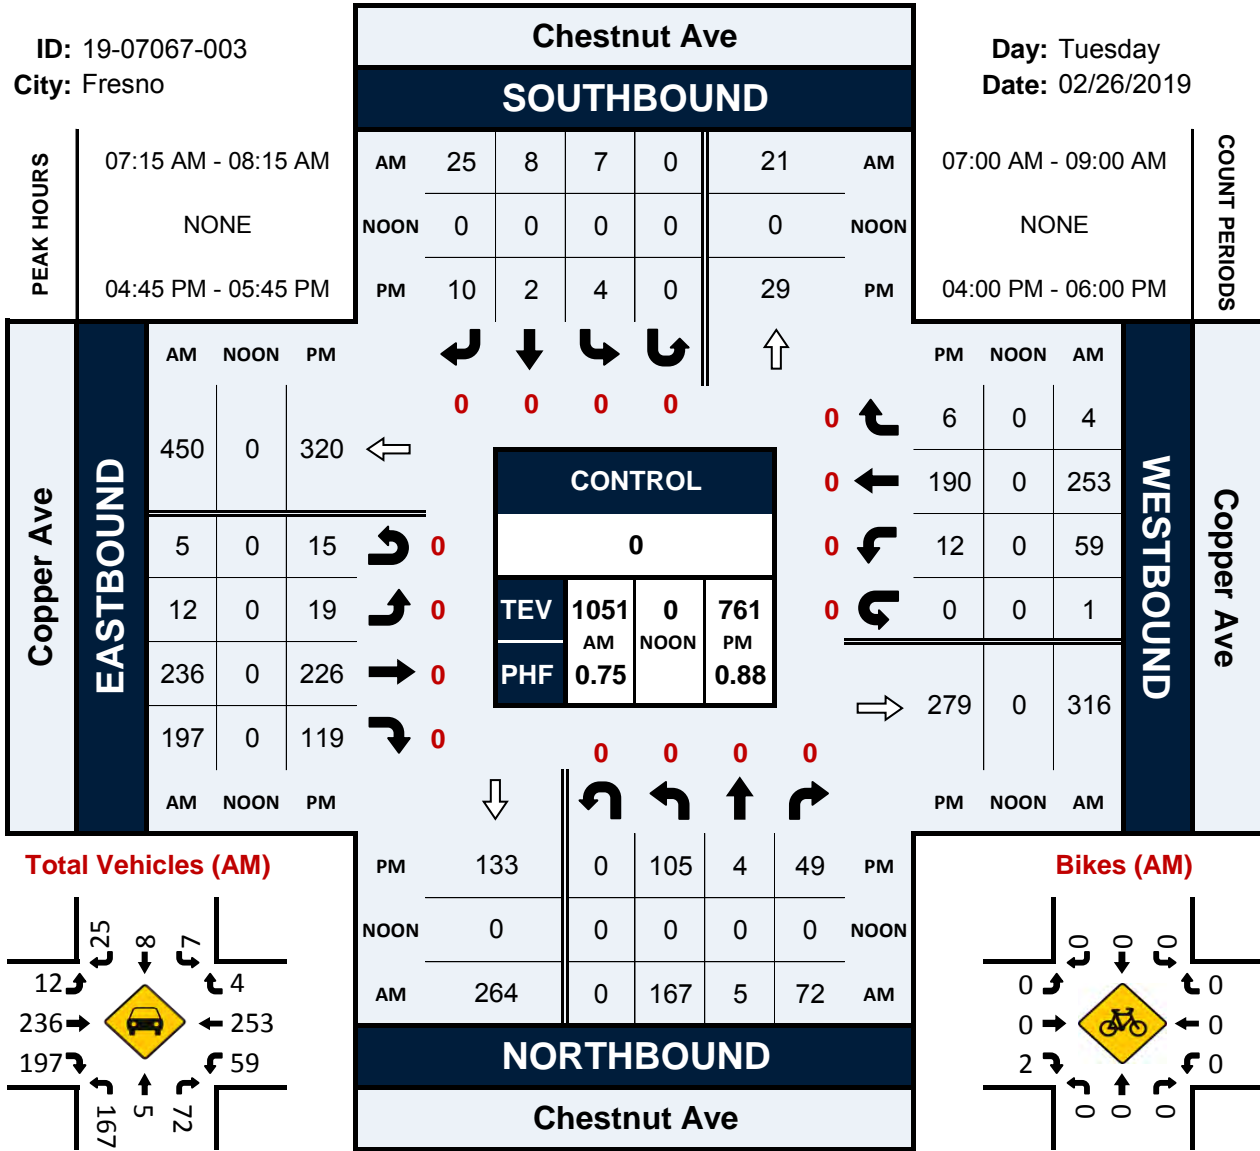 Chestnut Ave
ID: 19-07067-003
Day: Tuesday
City: Fresno
Date: 02/26/2019
SOUTHBOUND
PEAK HOURS
07:15 AM - 08:15 AM
AM 25 8 7 0 21 AM
07:00 AM - 09:00 AM
COUNT PERIODS
NONE
NOON 0 0 0 0 0 NOON
NONE
04:45 PM - 05:45 PM
PM 10 2 4 0 29 PM
04:00 PM - 06:00 PM
AM NOON PM
PM NOON AM
0 0 0 0
0 6 0 4
450 0 320
Copper Ave
EASTBOUND
CONTROL
0 190 0 253
WESTBOUND
Copper Ave
5 0 15 0
0
0 12 0 59
12 0 19 0
TEV 1051 0 761
AM NOON PM
0 0 0 1
236 0 226 0
PHF 0.75 0.88
279 0 316
197 0 119 0
0 0 0 0
AM NOON PM
PM NOON AM
Total Vehicles (AM)
PM 133 0 105 4 49 PM
Bikes (AM)
NOON 0 0 0 0 0 NOON
AM 264 0 167 5 72 AM
25 8 7
12 4
236 253
197 59
167 5 72
0 0 0
0 0
0 0
2 0
0 0 0
NORTHBOUND
Chestnut Ave